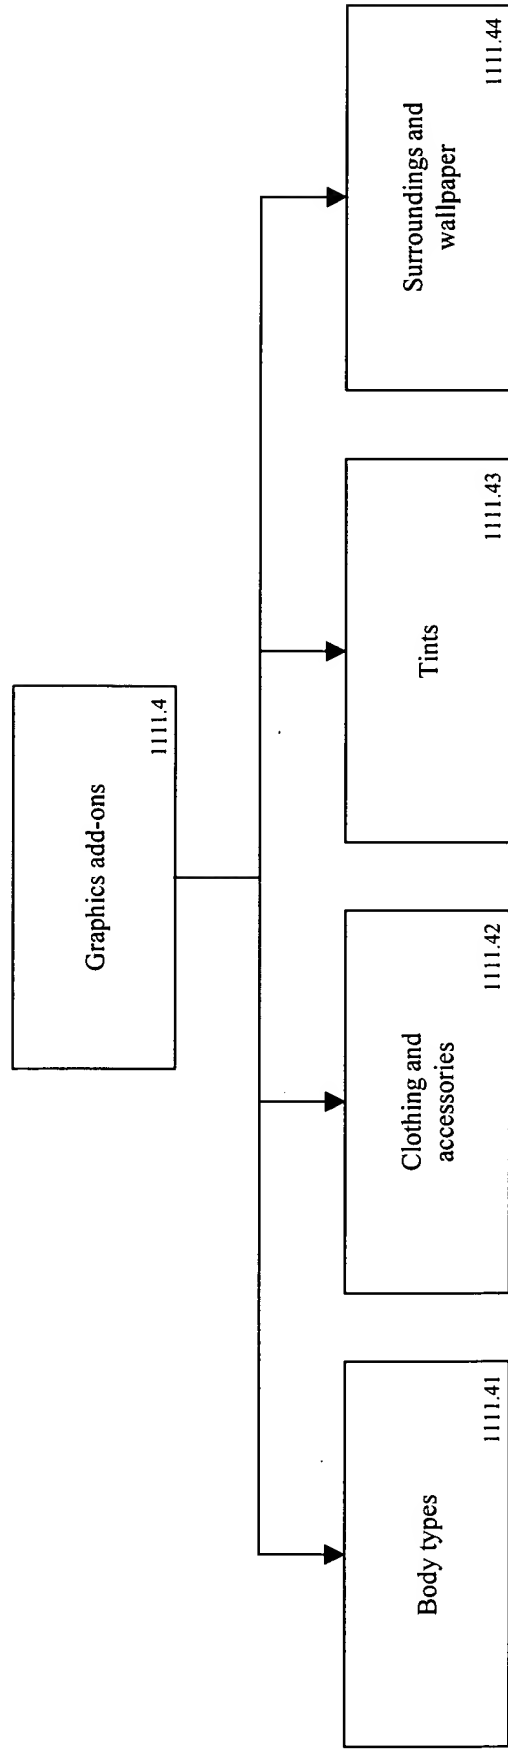 Graphics add-ons
1111.4
Body types
1111.41
Clothing and
accessories
1111.42
Tints
1111.43
Surroundings and
wallpaper
1111.44